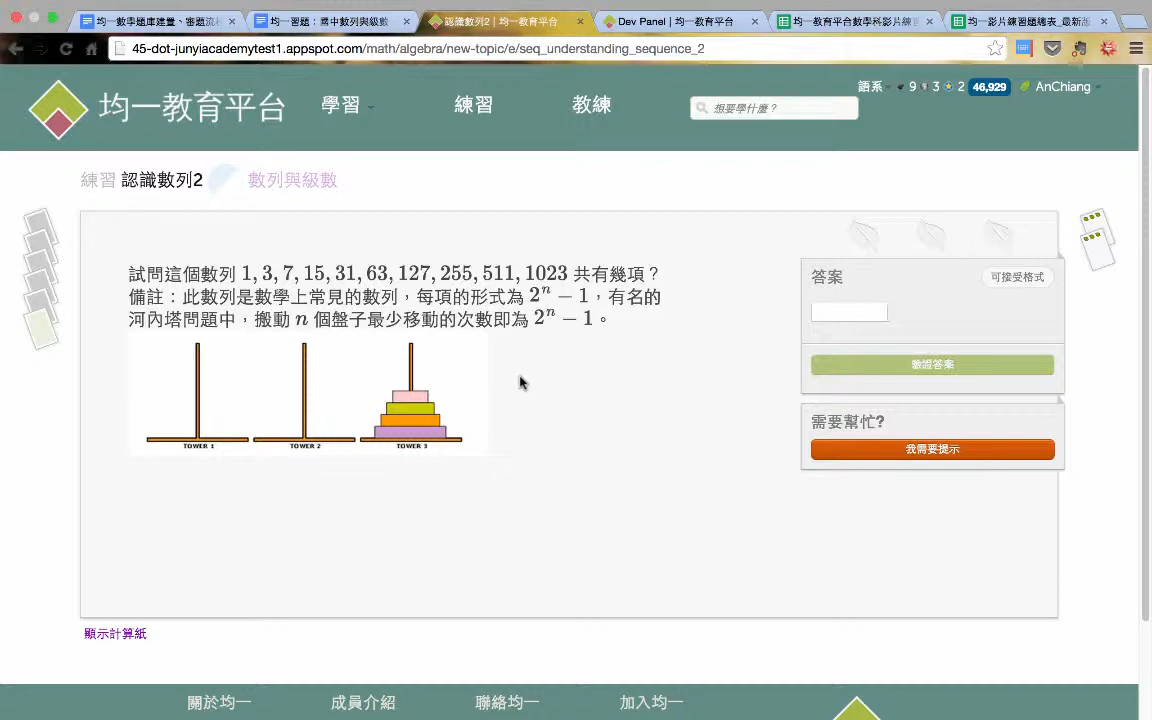 均一數學題庫建置、審題流程
均一習題：國中數列與級數
認識數列2 | 均一教育平台
Dev Panel | 均一教育平台
均一教育平台數學科影片練習
均一影片練習題總表_最新版
45-dot-junyiacademytest1.appspot.com/math/algebra/new-topic/e/seq_understanding_sequence_2
均一教育平台
學習
練習
教練
想要學什麼？
語系 9 3 2 46,929 AnChiang
練習 認識數列2 數列與級數
試問這個數列 1, 3, 7, 15, 31, 63, 127, 255, 511, 1023 共有幾項？
備註：此數列是數學上常見的數列，每項的形式為 2^n − 1，有名的
河內塔問題中，搬動 n 個盤子最少移動的次數即為 2^n − 1。
TOWER 1 TOWER 2 TOWER 3
答案
可接受格式
驗證答案
需要幫忙?
我需要提示
顯示計算紙
關於均一
成員介紹
聯絡均一
加入均一